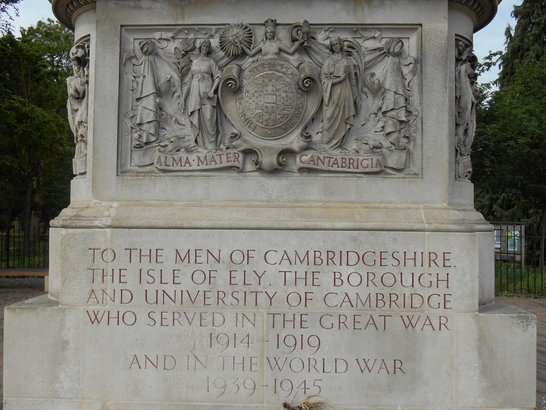 ALMA·MATER CANTABRIGIA
TO THE MEN OF CAMBRIDGESHIRE.
THE ISLE OF ELY, THE BOROUGH
AND UNIVERSITY OF CAMBRIDGE
WHO SERVED IN THE GREAT WAR
1914 - 1919
AND IN THE WORLD WAR
1939-1945